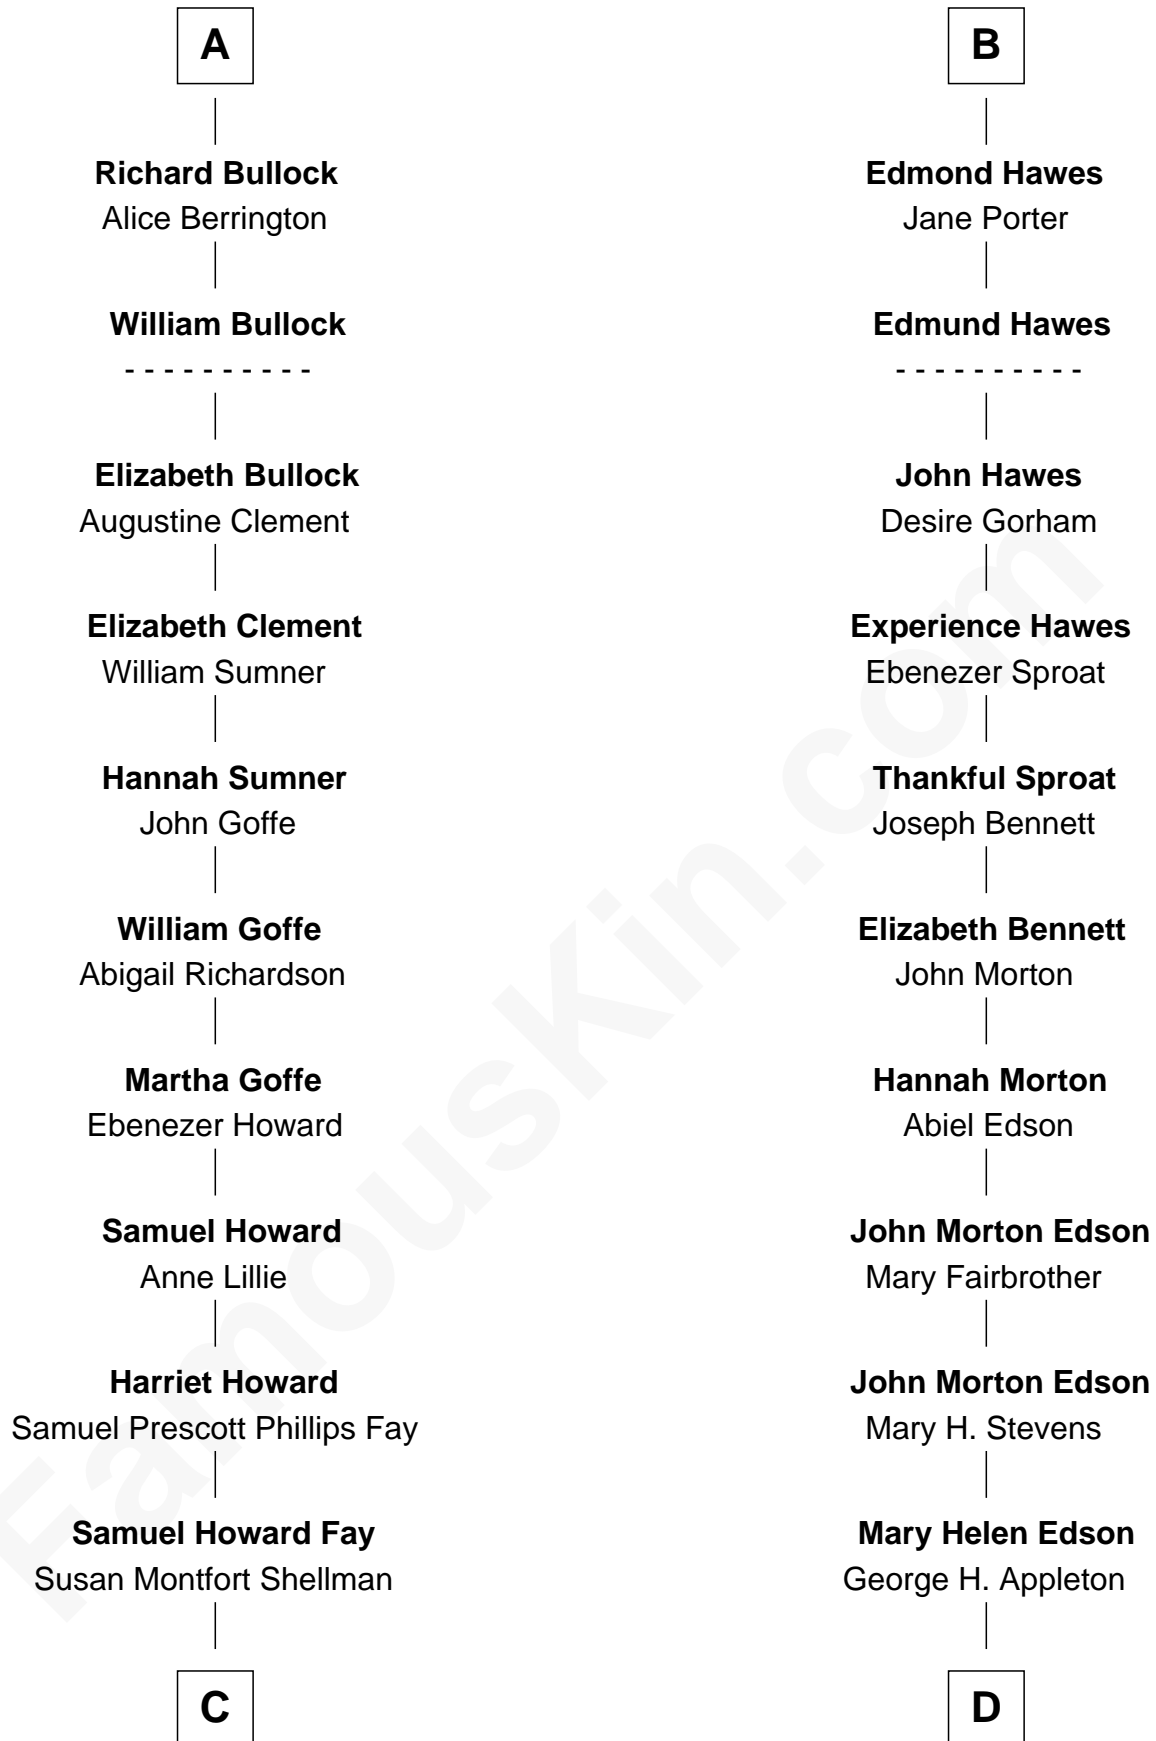 A
Richard Bullock
Alice Berrington
William Bullock
- - - - - - - - - -
Elizabeth Bullock
Augustine Clement
Elizabeth Clement
William Sumner
Hannah Sumner
John Goffe
William Goffe
Abigail Richardson
Martha Goffe
Ebenezer Howard
Samuel Howard
Anne Lillie
Harriet Howard
Samuel Prescott Phillips Fay
Samuel Howard Fay
Susan Montfort Shellman
C
B
Edmond Hawes
Jane Porter
Edmund Hawes
- - - - - - - - - -
John Hawes
Desire Gorham
Experience Hawes
Ebenezer Sproat
Thankful Sproat
Joseph Bennett
Elizabeth Bennett
John Morton
Hannah Morton
Abiel Edson
John Morton Edson
Mary Fairbrother
John Morton Edson
Mary H. Stevens
Mary Helen Edson
George H. Appleton
D
FamousKin.com